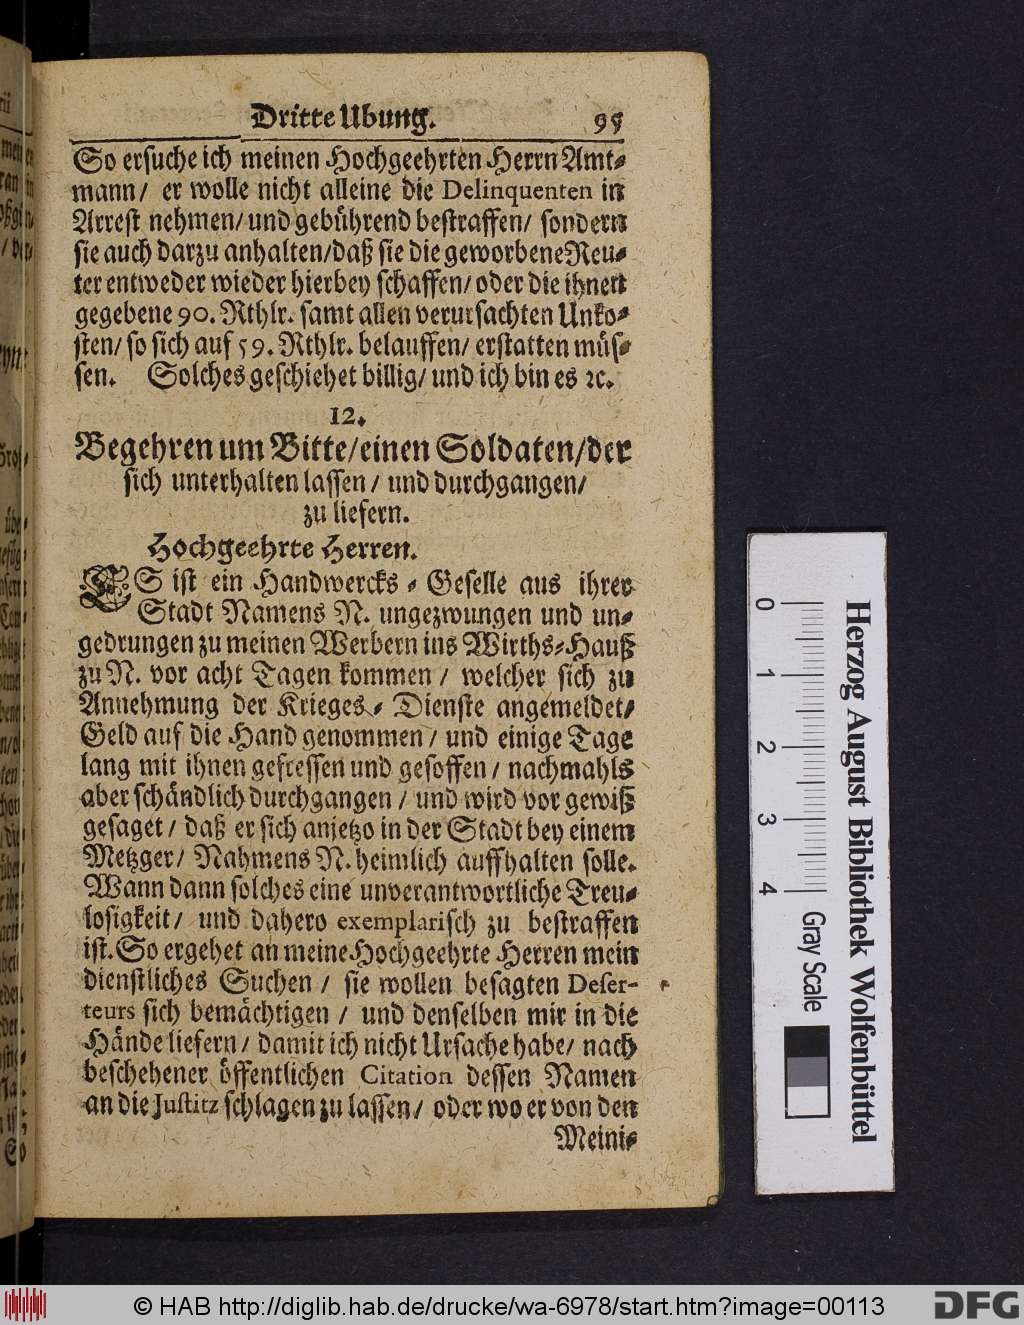 Dritte Ubung. 95
So ersuche ich meinen Hochgeehrten Herrn Amt-
mann/ er wolle nicht alleine die Delinquenten in
Arrest nehmen/ und gebührend bestraffen/ sondern
sie auch darzu anhalten/daß sie die geworbene Reu-
ter entweder wieder hierbey schaffen/ oder die ihnen
gegebene 90. Rthlr. samt allen verursachten Unko-
sten/ so sich auf 59. Rthlr. belauffen/ erstatten müs-
sen. Solches geschiehet billig/ und ich bin es ꝛc.
12.
Begehren um Bitte/einen Soldaten/der
sich unterhalten lassen / und durchgangen/
zu liefern.
Hochgeehrte Herren.
ES ist ein Handwercks-Geselle aus ihrer
Stadt Namens N. ungezwungen und un-
gedrungen zu meinen Werbern ins Wirths-Hauß
zu N. vor acht Tagen kommen / welcher sich zu
Annehmung der Krieges-Dienste angemeldet/
Geld auf die Hand genommen / und einige Tage
lang mit ihnen gefressen und gesoffen / nachmahls
aber schändlich durchgangen / und wird vor gewiß
gesaget / daß er sich anjetzo in der Stadt bey einem
Metzger/ Nahmens N. heimlich auffhalten solle.
Wann dann solches eine unverantwortliche Treu-
losigkeit/ und dahero exemplarisch zu bestraffen
ist. So ergehet an meine Hochgeehrte Herren mein
dienstliches Suchen / sie wollen besagten Deser-
teurs sich bemächtigen / und denselben mir in die
Hände liefern/ damit ich nicht Ursache habe/ nach
beschehener öffentlichen Citation dessen Namen
an die Justitz schlagen zu lassen/ oder wo er von den
Meini-
0 1 2 3 4
Gray Scale
Herzog August Bibliothek Wolfenbüttel
© HAB http://diglib.hab.de/drucke/wa-6978/start.htm?image=00113
DFG